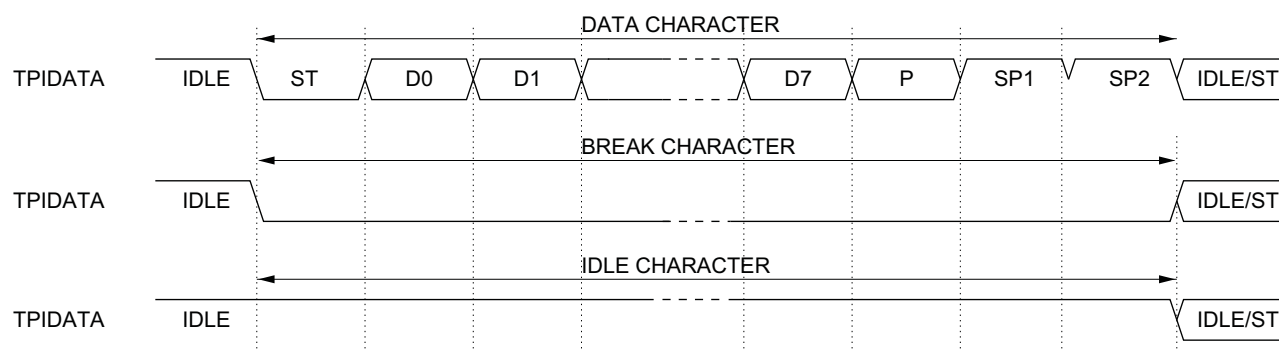 DATA CHARACTER
TPIDATA IDLE ST D0 D1 D7 P SP1 SP2 IDLE/ST
BREAK CHARACTER
TPIDATA IDLE IDLE/ST
IDLE CHARACTER
TPIDATA IDLE IDLE/ST